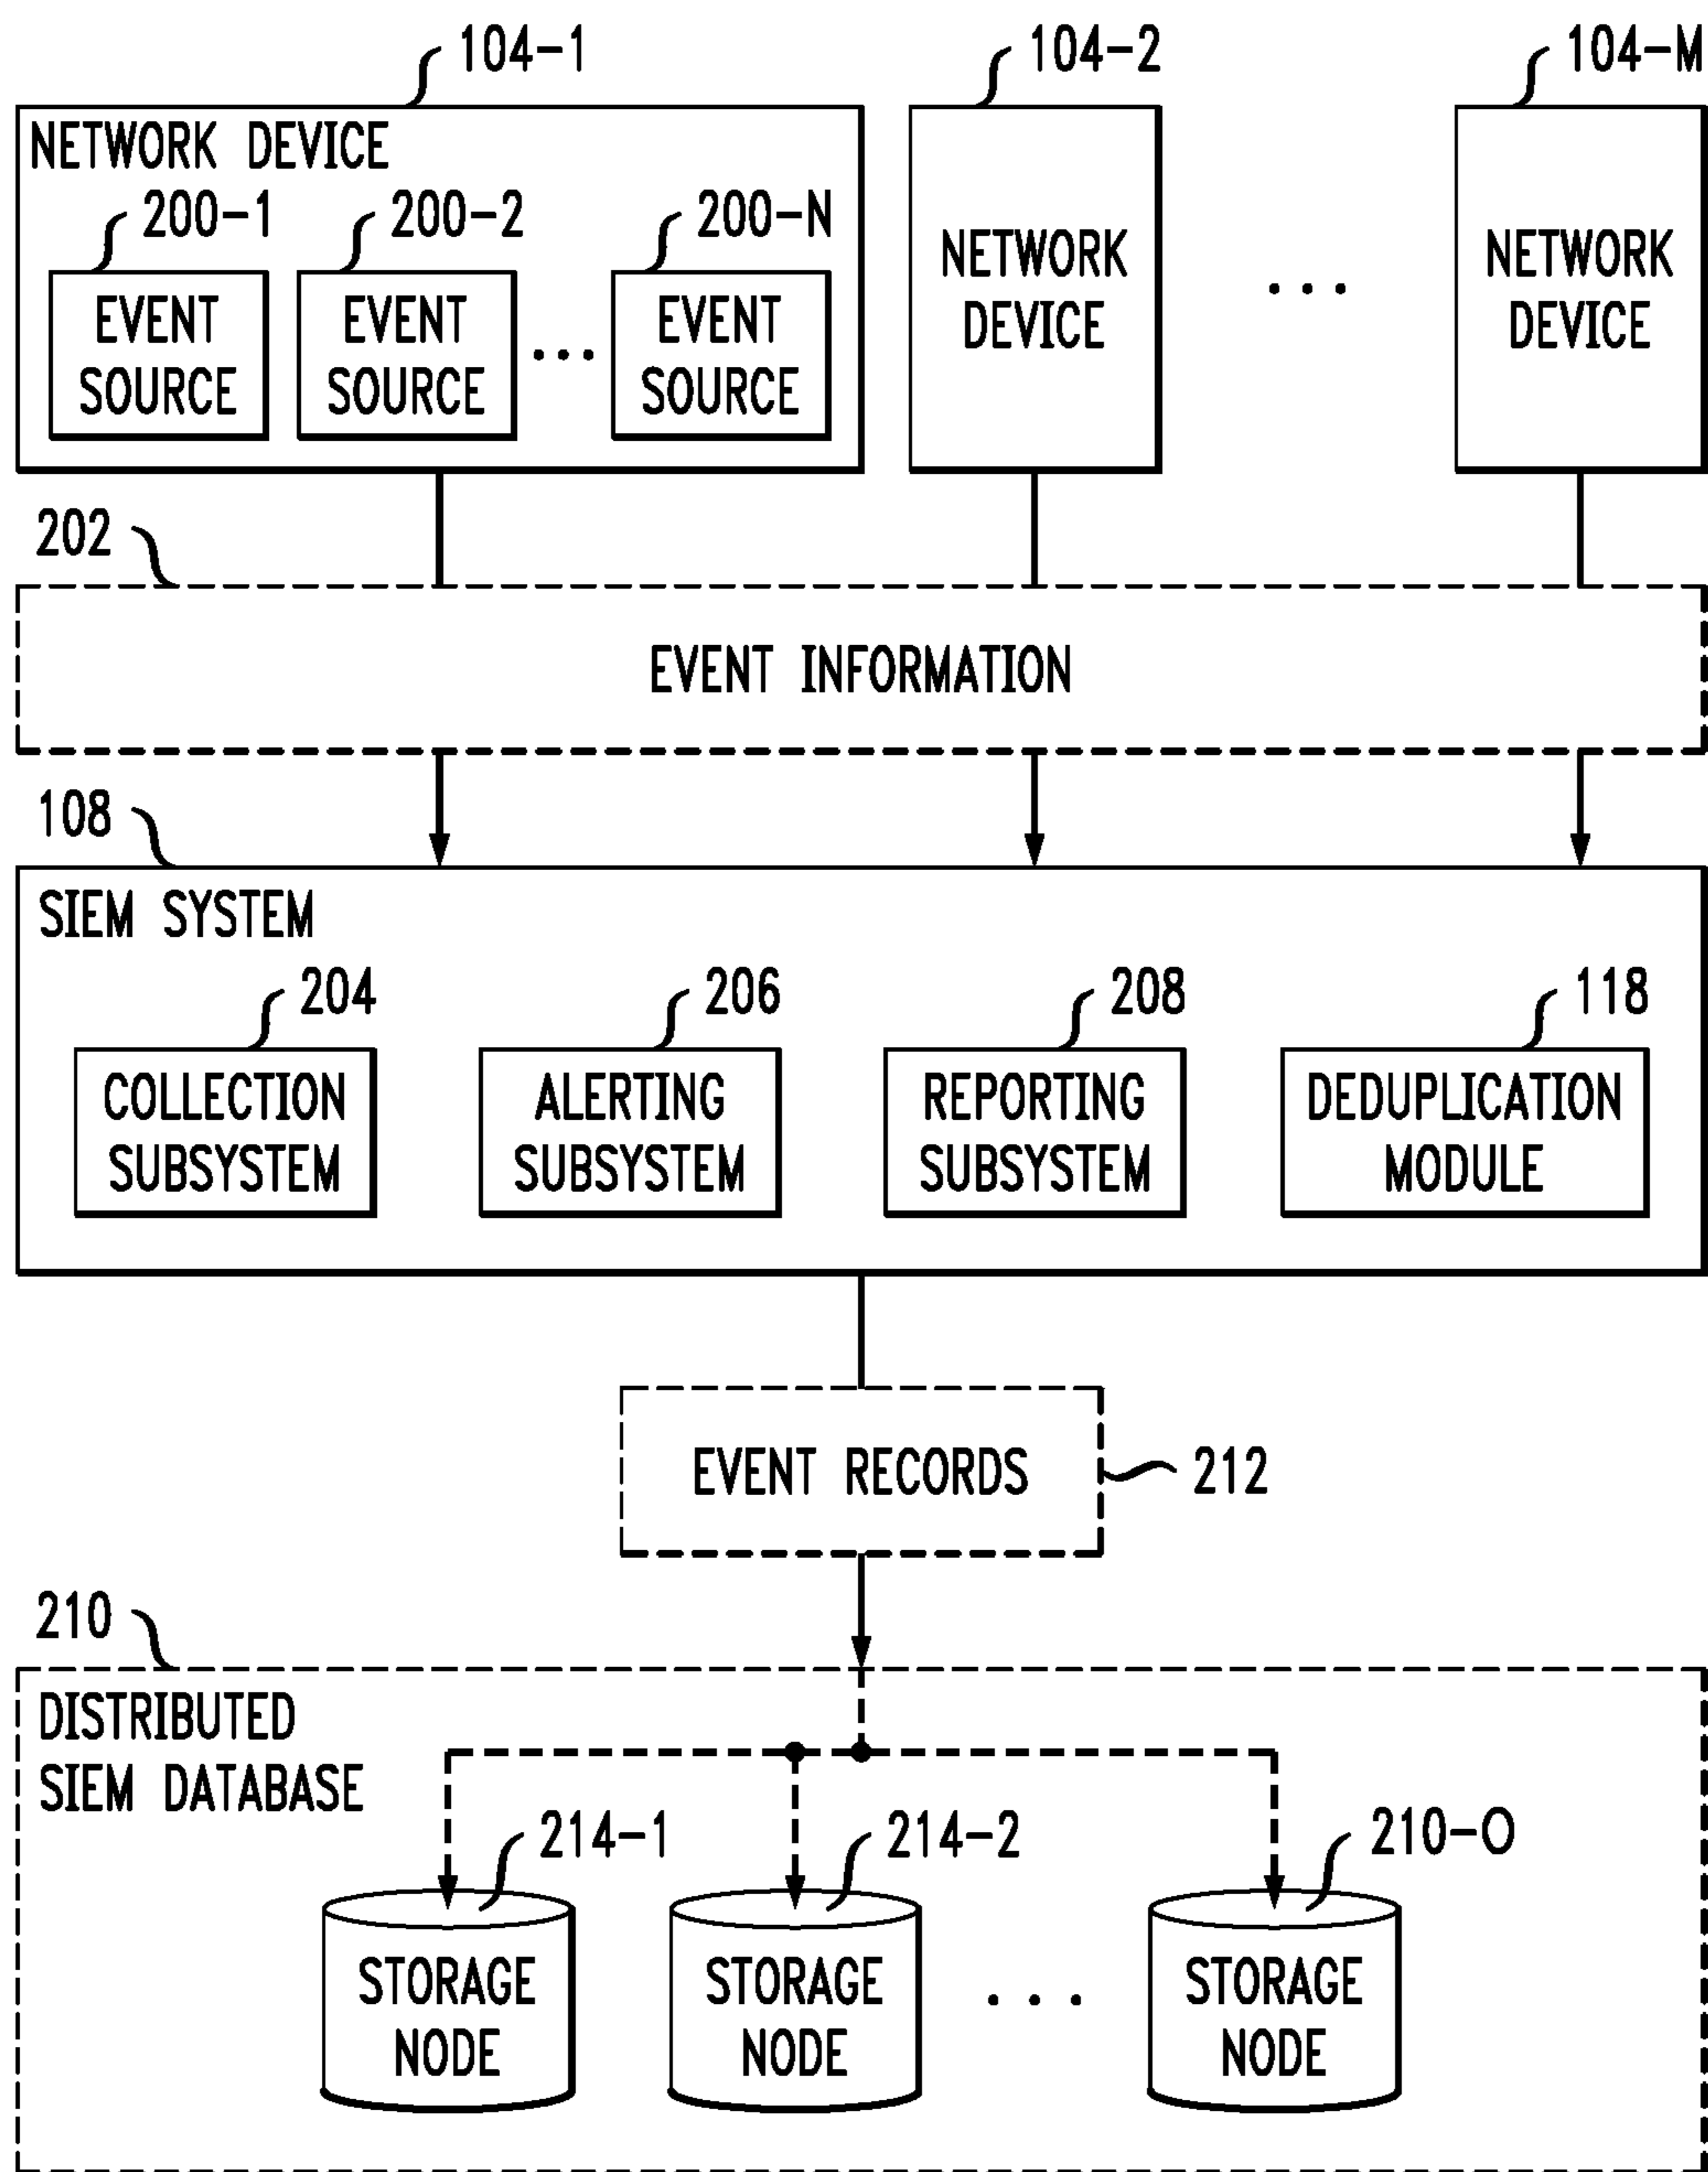 104-1
104-2
104-M
NETWORK DEVICE
200-1
200-2
200-N
EVENT
SOURCE
EVENT
SOURCE
...
EVENT
SOURCE
NETWORK
DEVICE
...
NETWORK
DEVICE
202
EVENT INFORMATION
108
SIEM SYSTEM
204
206
208
118
COLLECTION
SUBSYSTEM
ALERTING
SUBSYSTEM
REPORTING
SUBSYSTEM
DEDUPLICATION
MODULE
EVENT RECORDS
212
210
DISTRIBUTED
SIEM DATABASE
214-1
214-2
210-O
STORAGE
NODE
STORAGE
NODE
...
STORAGE
NODE